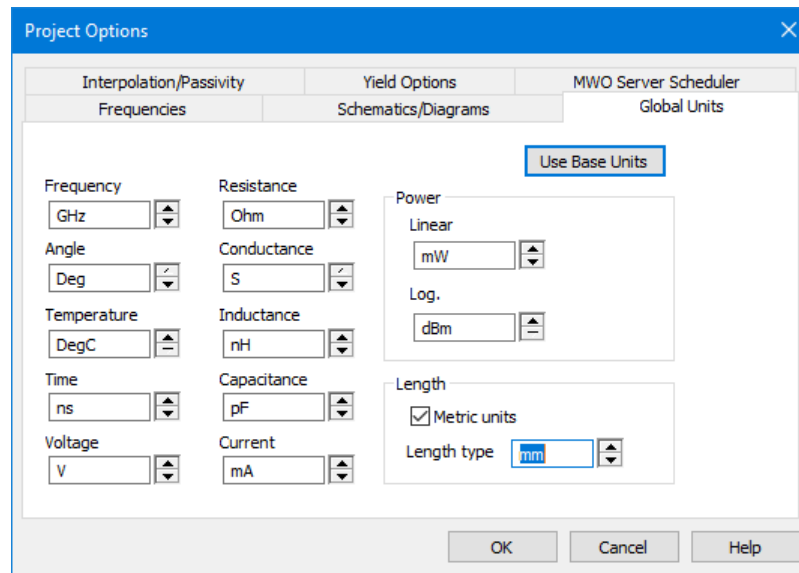 Project Options
Interpolation/Passivity Yield Options MWO Server Scheduler
Frequencies Schematics/Diagrams Global Units
Use Base Units
Frequency Resistance
GHz Ohm
Angle Conductance
Deg S
Temperature Inductance
DegC nH
Time Capacitance
ns pF
Voltage Current
V mA
Power
Linear
mW
Log.
dBm
Length
Metric units
Length type mm
OK Cancel Help